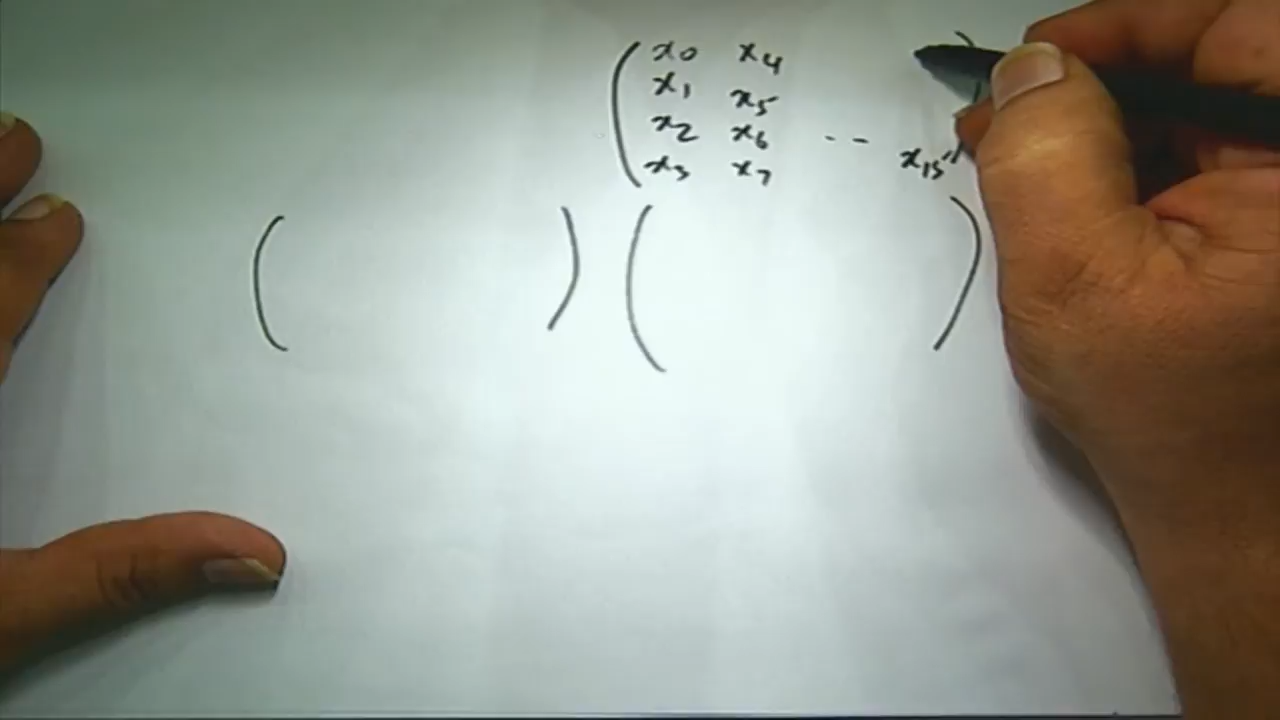 ( x0 x4 )
x1 x5
x2 x6 -- x15
x3 x7
( ) ( )